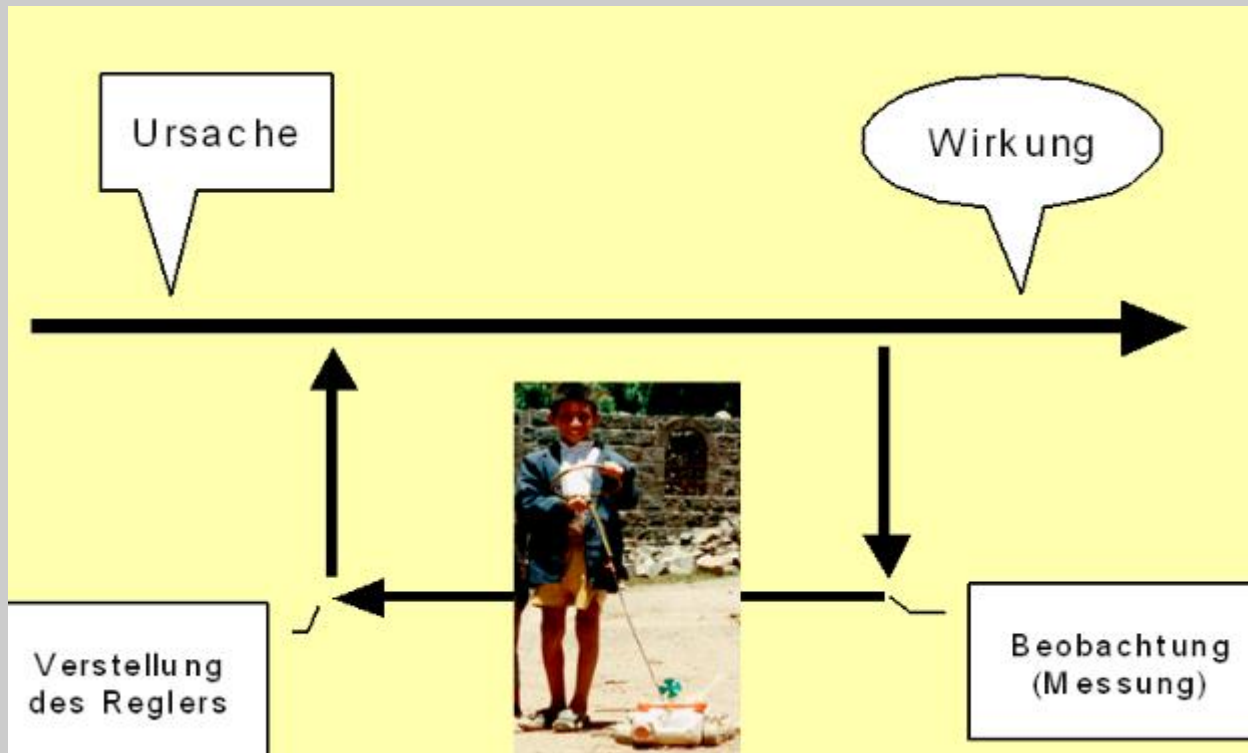 Ursache
Wirkung
Verstellung
des Reglers
Beobachtung
(Messung)